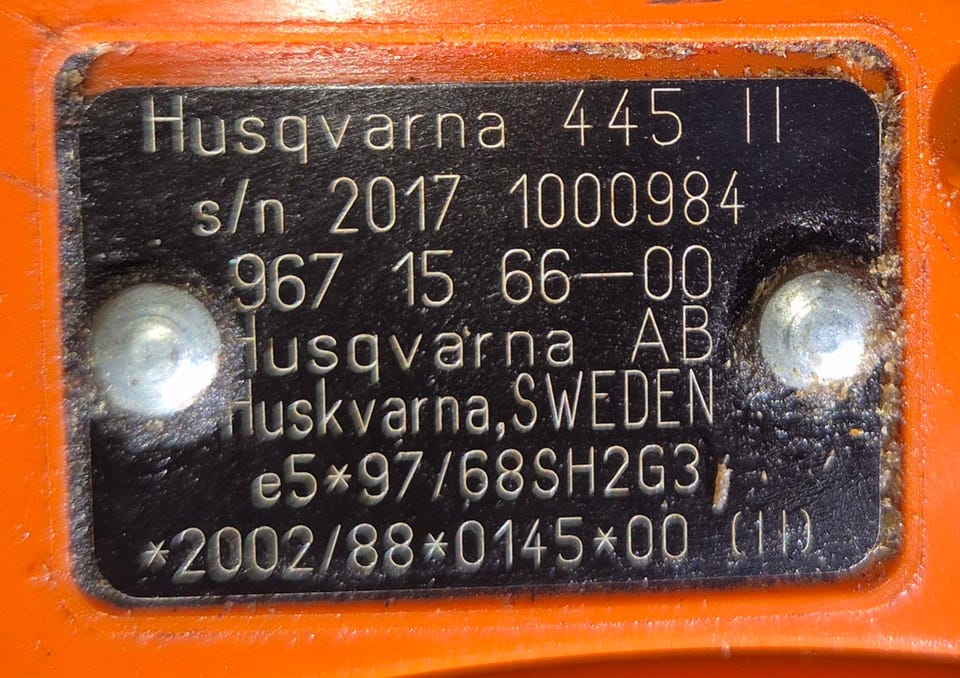 Husqvarna 445 II
s/n 2017 1000984
967 15 66-00
Husqvarna AB
Huskvarna,SWEDEN
e5*97/68SH2G3/
*2002/88*0145*00 (II)